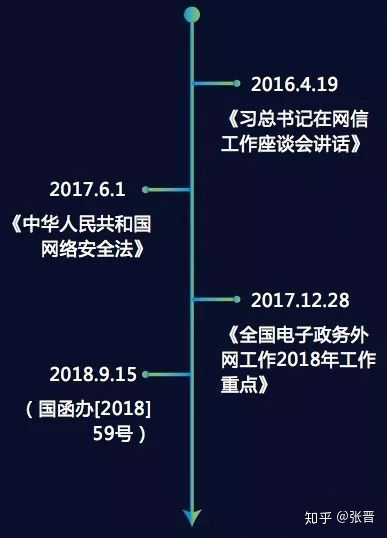 2016.4.19
《习总书记在网信
工作座谈会讲话》
2017.6.1
《中华人民共和国
网络安全法》
2017.12.28
《全国电子政务外
网工作2018年工作
重点》
2018.9.15
（国函办[2018]
59号）
知乎 @张晋